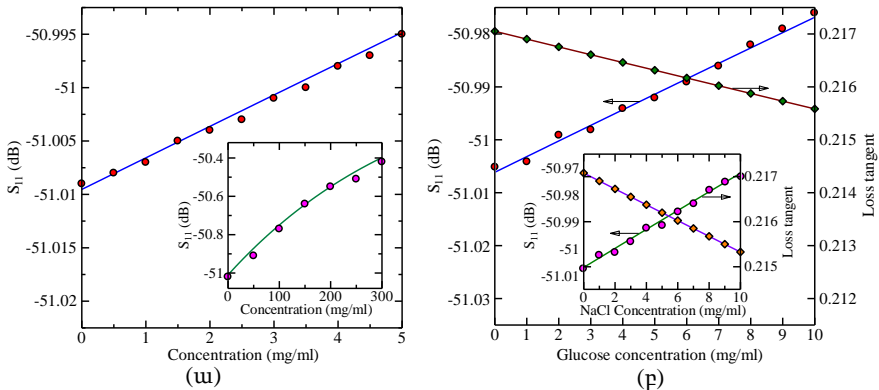 -50.995
-51
-51.005
-51.01
-51.015
-51.02
S11 (dB)
0 1 2 3 4 5
Concentration (mg/ml)
-50.4
-50.6
-50.8
-51
S11 (dB)
0 100 200 300
Concentration (mg/ml)
(ա)
-50.98
-50.99
-51
-51.01
-51.02
-51.03
S11 (dB)
0 1 2 3 4 5 6 7 8 9 10
Glucose concentration (mg/ml)
0.217
0.216
0.215
0.214
0.213
0.212
Loss tangent
-50.97
-50.98
-50.99
-51
-51.01
S11 (dB)
0 1 2 3 4 5 6 7 8 9 10
NaCl Concentration (mg/ml)
0.217
0.216
0.215
Loss tangent
(բ)